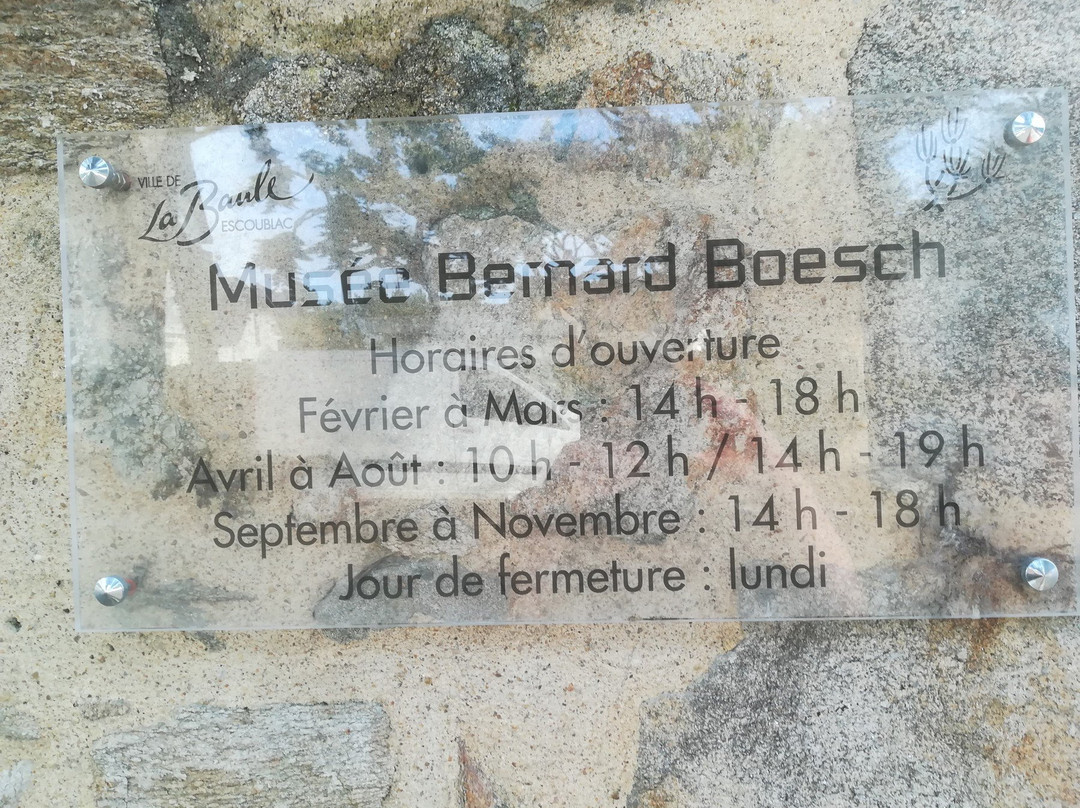 VILLE DE
La Baule
ESCOUBLAC
Musée Bernard Boesch
Horaires d'ouverture
Février à Mars : 14 h - 18 h
Avril à Août : 10 h - 12 h / 14 h - 19 h
Septembre à Novembre : 14 h - 18 h
Jour de fermeture : lundi